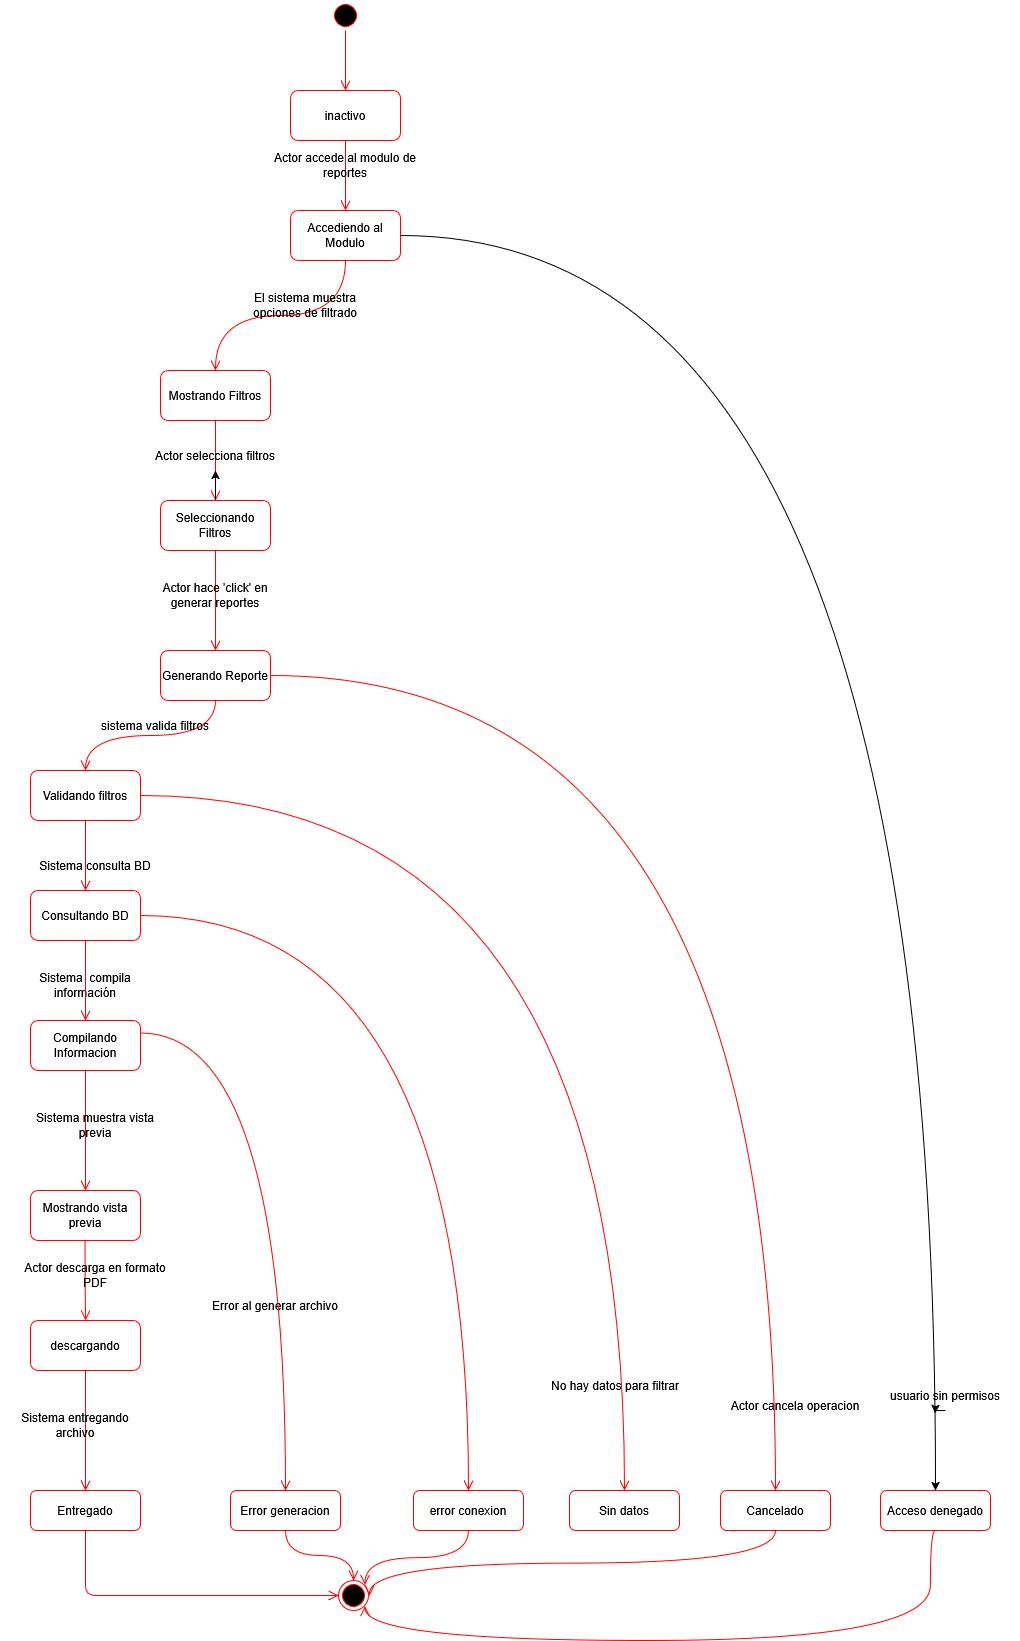 inactivo
Actor accede al modulo de
reportes
Accediendo al
Modulo
El sistema muestra
opciones de filtrado
Mostrando Filtros
Actor selecciona filtros
Seleccionando
Filtros
Actor hace 'click' en
generar reportes
Generando Reporte
sistema valida filtros
Validando filtros
Sistema consulta BD
Consultando BD
Sistema compila
información
Compilando
Informacion
Sistema muestra vista
previa
Mostrando vista
previa
Actor descarga en formato
PDF
Error al generar archivo
descargando
No hay datos para filtrar
usuario sin permisos
Actor cancela operacion
Sistema entregando
archivo
Entregado
Error generacion
error conexion
Sin datos
Cancelado
Acceso denegado